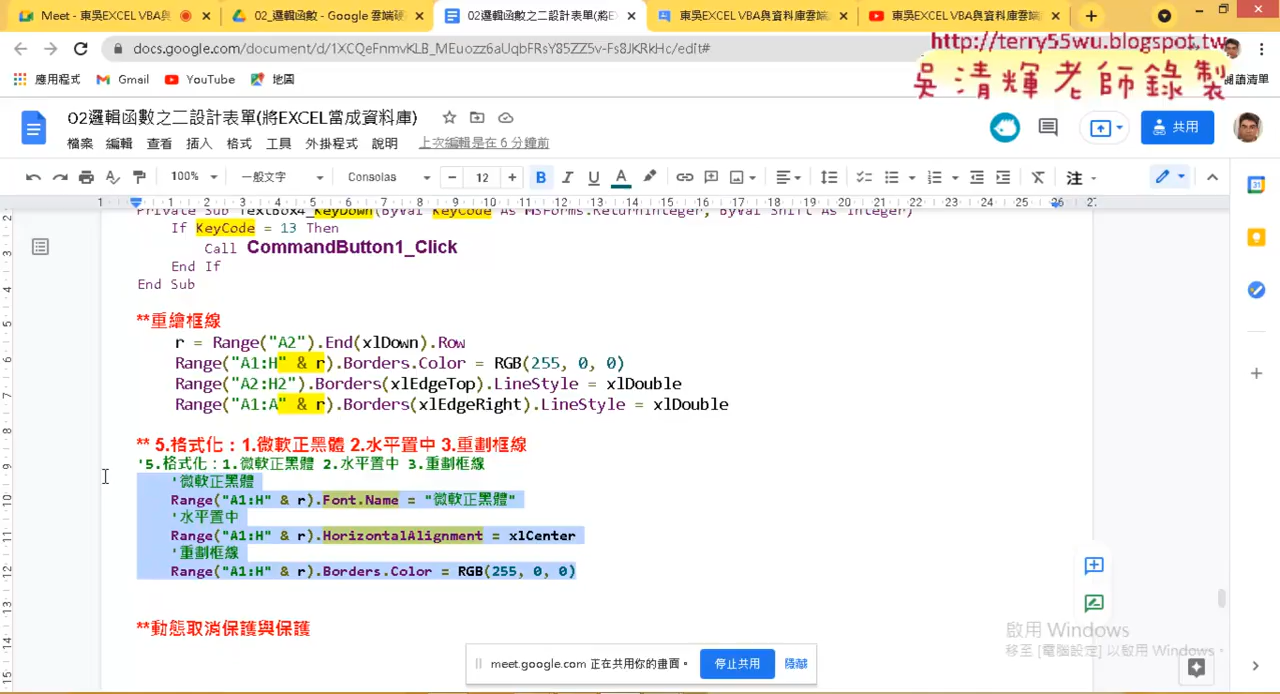 Meet - 東吳EXCEL VBA與
02_邏輯函數 - Google 雲端硬
02邏輯函數之二設計表單(將E
東吳EXCEL VBA與資料庫雲端
東吳EXCEL VBA與資料庫雲端
docs.google.com/document/d/1XCQeFnmvKLB_MEuozz6aUqbFRsY85ZZ5v-Fs8JKRkHc/edit#
http://terry55wu.blogspot.tw
吳清輝老師錄製
應用程式
Gmail
YouTube
地圖
閱讀清單
02邏輯函數之二設計表單(將EXCEL當成資料庫)
檔案 編輯 查看 插入 格式 工具 外掛程式 說明 上次編輯是在 6 分鐘前
共用
100% 一般文字 Consolas 12
Private Sub TextBox4_KeyDown(ByVal KeyCode As MSForms.ReturnInteger, ByVal Shift As Integer)
If KeyCode = 13 Then
Call CommandButton1_Click
End If
End Sub
**重繪框線
r = Range("A2").End(xlDown).Row
Range("A1:H" & r).Borders.Color = RGB(255, 0, 0)
Range("A2:H2").Borders(xlEdgeTop).LineStyle = xlDouble
Range("A1:A" & r).Borders(xlEdgeRight).LineStyle = xlDouble
** 5.格式化：1.微軟正黑體 2.水平置中 3.重劃框線
'5.格式化：1.微軟正黑體 2.水平置中 3.重劃框線
'微軟正黑體
Range("A1:H" & r).Font.Name = "微軟正黑體"
'水平置中
Range("A1:H" & r).HorizontalAlignment = xlCenter
'重劃框線
Range("A1:H" & r).Borders.Color = RGB(255, 0, 0)
**動態取消保護與保護
啟用 Windows
移至 [電腦設定] 以啟用 Windows。
meet.google.com 正在共用你的畫面。
停止共用
隱藏